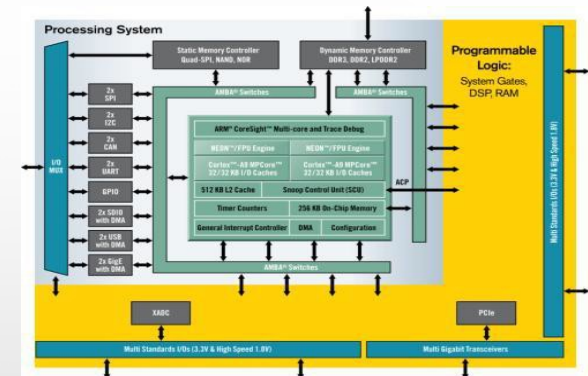 Processing System
Static Memory Controller
Quad-SPI, NAND, NOR
Dynamic Memory Controller
DDR3, DDR2, LPDDR2
Programmable
Logic:
System Gates,
DSP, RAM
AMBA® Switches
AMBA® Switches
I/O
MUX
2x
SPI
2x
I2C
2x
CAN
2x
UART
GPIO
2x SDIO
with DMA
2x USB
with DMA
2x GigE
with DMA
ARM® CoreSight™ Multi-core and Trace Debug
NEON™/FPU Engine
NEON™/FPU Engine
Cortex™-A9 MPCore™
32/32 KB I/O Caches
Cortex™-A9 MPCore™
32/32 KB I/O Caches
512 KB L2 Cache
Snoop Control Unit (SCU)
Timer Counters
256 KB On-Chip Memory
General Interrupt Controller
DMA
Configuration
ACP
AMBA® Switches
Multi Standards I/Os (3.3V & High Speed 1.8V)
XADC
PCIe
Multi Standards I/Os (3.3V & High Speed 1.8V)
Multi Gigabit Transceivers